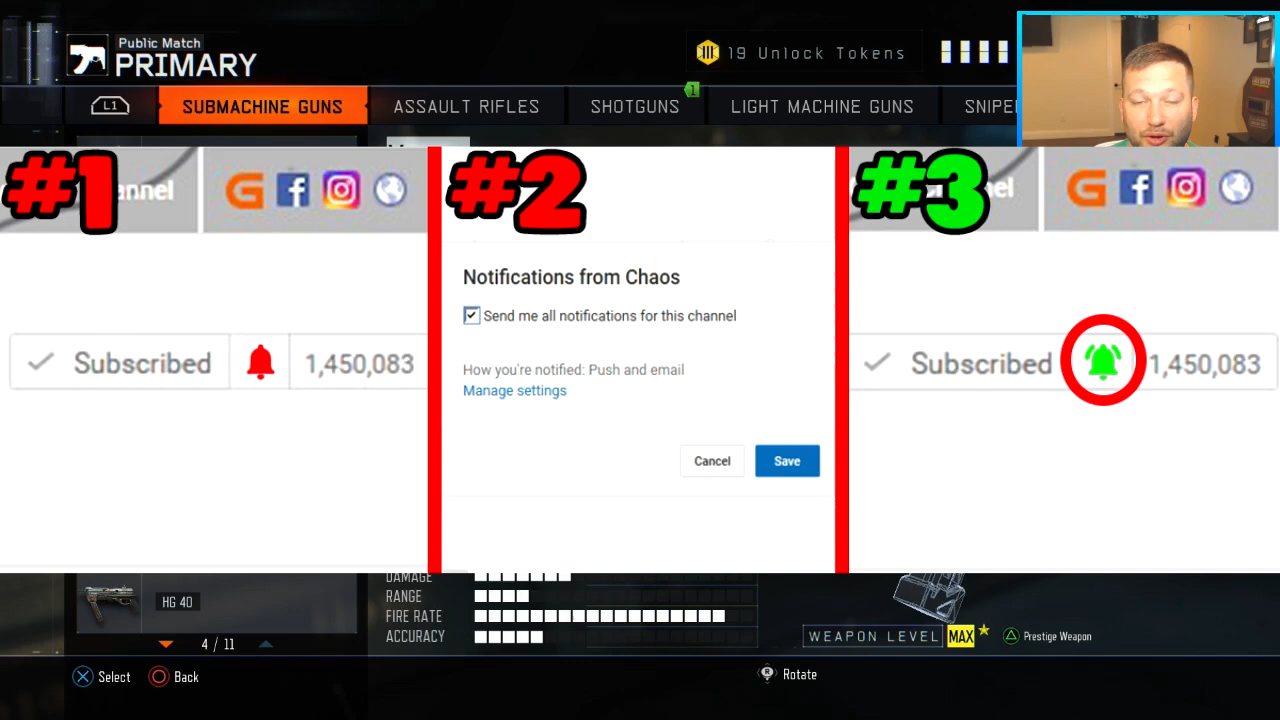 Public Match
PRIMARY
19 Unlock Tokens
L1
SUBMACHINE GUNS
ASSAULT RIFLES
SHOTGUNS
1
LIGHT MACHINE GUNS
SNIPE
#1
annel
G f
#2
#3
el
G f
Notifications from Chaos
Send me all notifications for this channel
How you're notified: Push and email
Manage settings
Cancel
Save
Subscribed
1,450,083
Subscribed
1,450,083
HG 40
4 / 11
DAMAGE
RANGE
FIRE RATE
ACCURACY
WEAPON LEVEL MAX
Prestige Weapon
Select
Back
R
Rotate